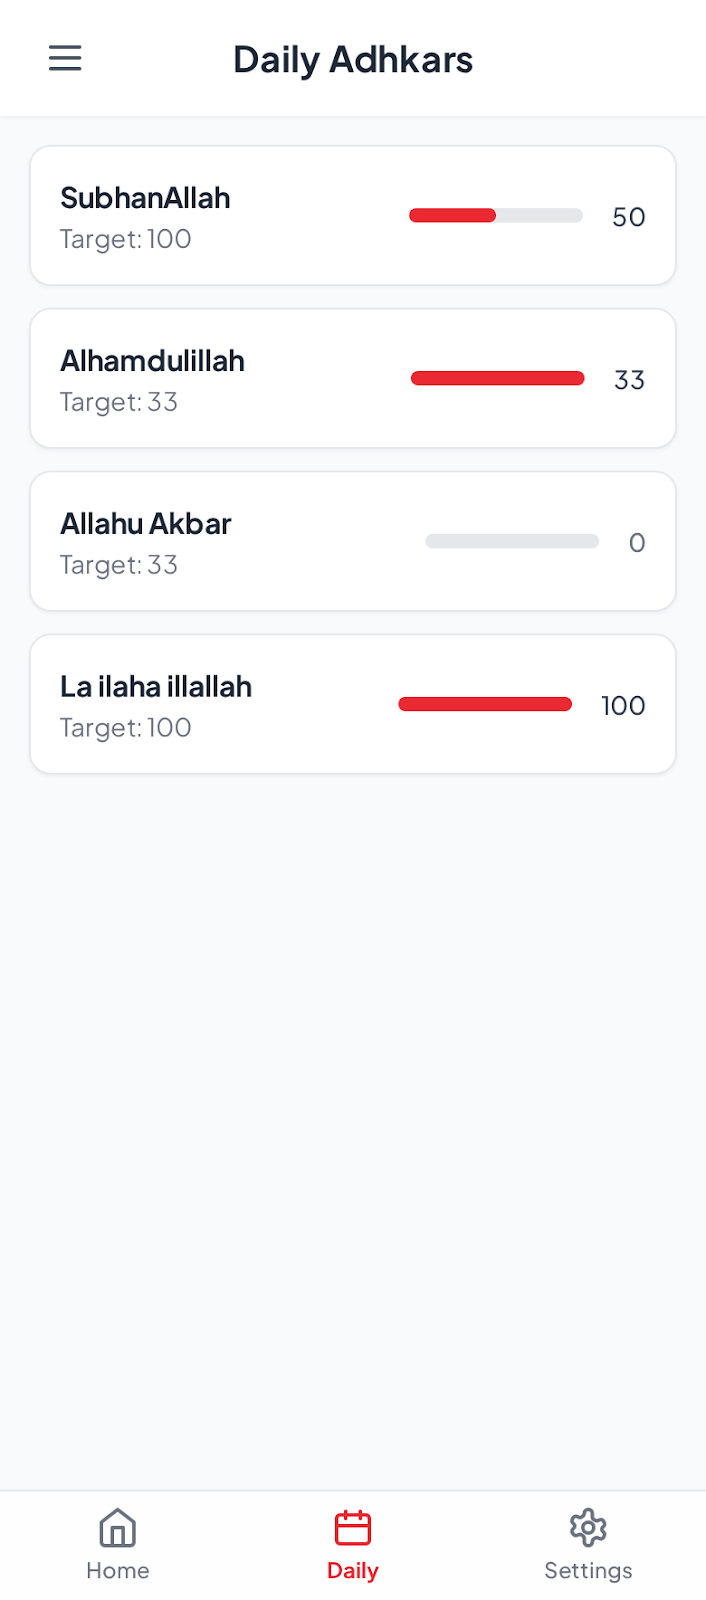 Daily Adhkars
SubhanAllah
Target: 100
50
Alhamdulillah
Target: 33
33
Allahu Akbar
Target: 33
0
La ilaha illallah
Target: 100
100
Home
Daily
Settings